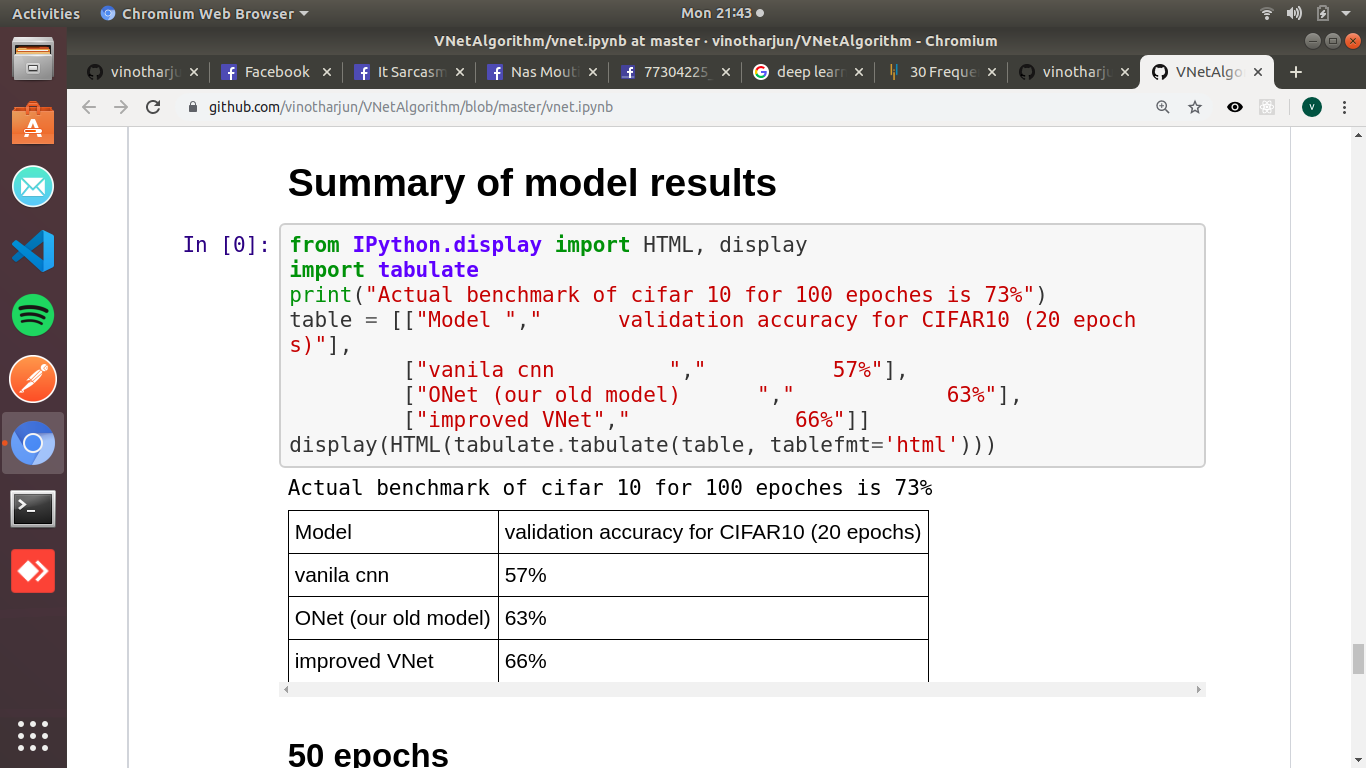 Activities Chromium Web Browser Mon 21:43
VNetAlgorithm/vnet.ipynb at master · vinotharjun/VNetAlgorithm - Chromium
vinotharju Facebook It Sarcasm Nas Mouti 77304225_ deep learn 30 Freque vinotharju VNetAlgo
github.com/vinotharjun/VNetAlgorithm/blob/master/vnet.ipynb V
Summary of model results
In [0]: from IPython.display import HTML, display
import tabulate
print("Actual benchmark of cifar 10 for 100 epoches is 73%")
table = [["Model ","      validation accuracy for CIFAR10 (20 epoch
s)"],
         ["vanila cnn         ","          57%"],
         ["ONet (our old model)      ","            63%"],
         ["improved VNet","             66%"]]
display(HTML(tabulate.tabulate(table, tablefmt='html')))
Actual benchmark of cifar 10 for 100 epoches is 73%
Model validation accuracy for CIFAR10 (20 epochs)
vanila cnn 57%
ONet (our old model) 63%
improved VNet 66%
50 epochs